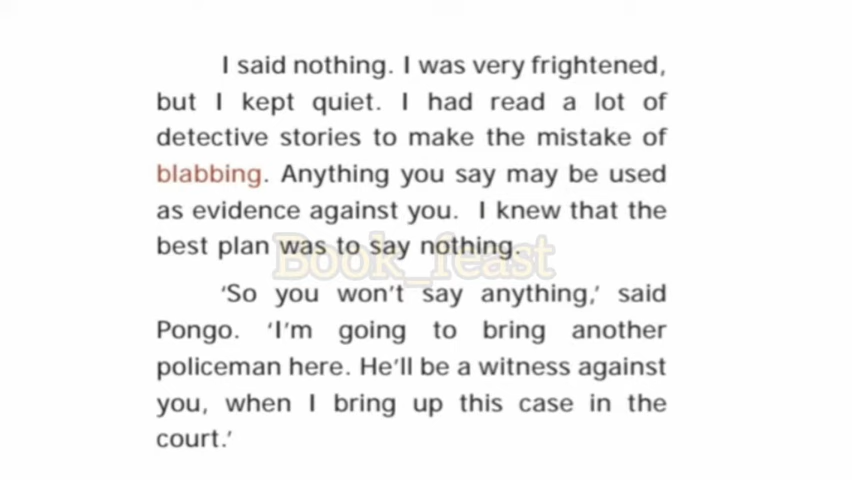 I said nothing. I was very frightened,
but I kept quiet. I had read a lot of
detective stories to make the mistake of
blabbing. Anything you say may be used
as evidence against you. I knew that the
best plan was to say nothing.
Book_feast
‘So you won’t say anything,’ said
Pongo. ‘I’m going to bring another
policeman here. He’ll be a witness against
you, when I bring up this case in the
court.’